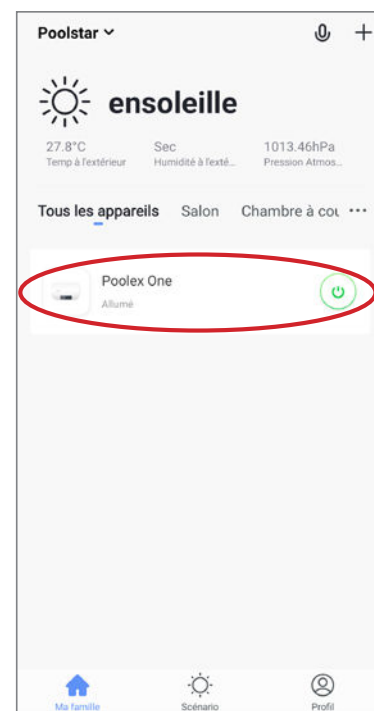 Poolstar
ensoleille
27.8°C Sec 1013.46hPa
Temp à l'extérieur Humidité à l'exté... Pression Atmos...
Tous les appareils Salon Chambre à cou ...
Poolex One
Allumé
Ma famille Scénario Profil